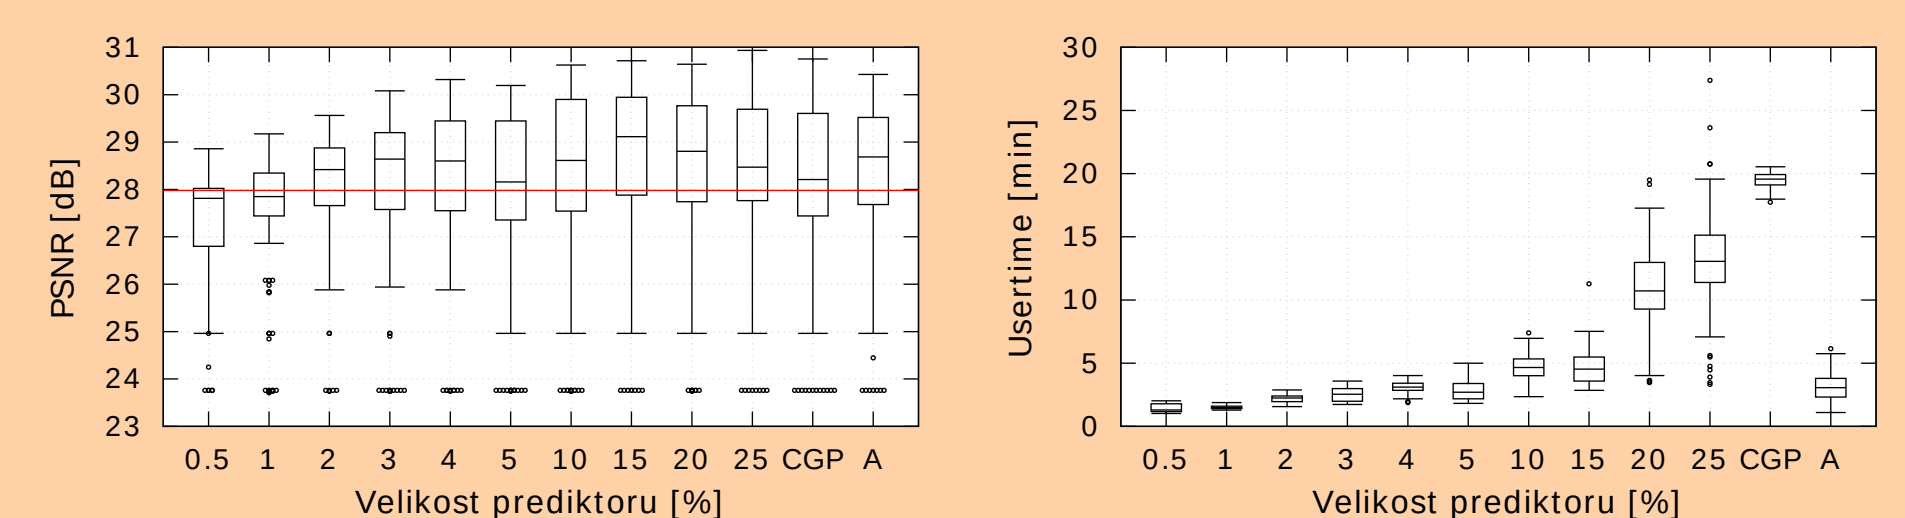 31
30
29
28
27
26
25
24
23
PSNR [dB]
0.5 1 2 3 4 5 10 15 20 25 CGP A
Velikost prediktoru [%]
30
25
20
15
10
5
0
Usertime [min]
0.5 1 2 3 4 5 10 15 20 25 CGP A
Velikost prediktoru [%]